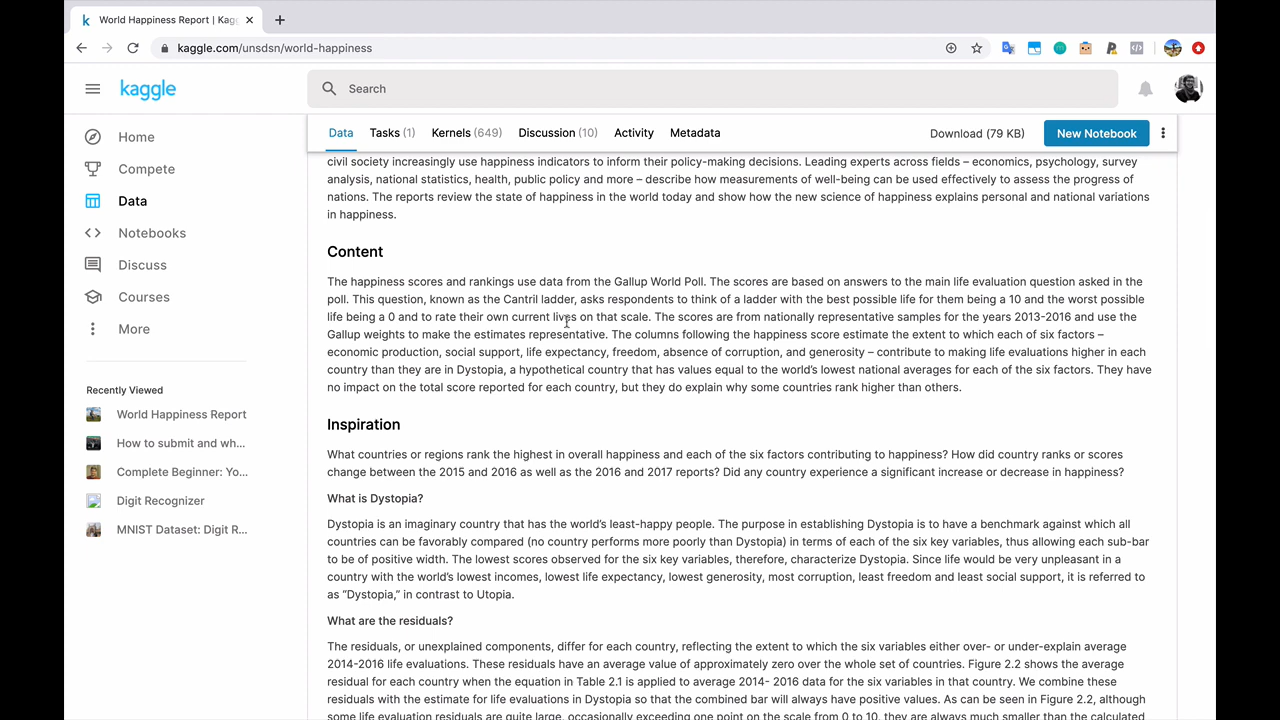 World Happiness Report | Kag
kaggle.com/unsdsn/world-happiness
kaggle
Search
Data Tasks (1) Kernels (649) Discussion (10) Activity Metadata Download (79 KB) New Notebook
Home
Compete
Data
Notebooks
Discuss
Courses
More
Recently Viewed
World Happiness Report
How to submit and wh...
Complete Beginner: Yo...
Digit Recognizer
MNIST Dataset: Digit R...
civil society increasingly use happiness indicators to inform their policy-making decisions. Leading experts across fields – economics, psychology, survey
analysis, national statistics, health, public policy and more – describe how measurements of well-being can be used effectively to assess the progress of
nations. The reports review the state of happiness in the world today and show how the new science of happiness explains personal and national variations
in happiness.
Content
The happiness scores and rankings use data from the Gallup World Poll. The scores are based on answers to the main life evaluation question asked in the
poll. This question, known as the Cantril ladder, asks respondents to think of a ladder with the best possible life for them being a 10 and the worst possible
life being a 0 and to rate their own current lives on that scale. The scores are from nationally representative samples for the years 2013-2016 and use the
Gallup weights to make the estimates representative. The columns following the happiness score estimate the extent to which each of six factors –
economic production, social support, life expectancy, freedom, absence of corruption, and generosity – contribute to making life evaluations higher in each
country than they are in Dystopia, a hypothetical country that has values equal to the world’s lowest national averages for each of the six factors. They have
no impact on the total score reported for each country, but they do explain why some countries rank higher than others.
Inspiration
What countries or regions rank the highest in overall happiness and each of the six factors contributing to happiness? How did country ranks or scores
change between the 2015 and 2016 as well as the 2016 and 2017 reports? Did any country experience a significant increase or decrease in happiness?
What is Dystopia?
Dystopia is an imaginary country that has the world’s least-happy people. The purpose in establishing Dystopia is to have a benchmark against which all
countries can be favorably compared (no country performs more poorly than Dystopia) in terms of each of the six key variables, thus allowing each sub-bar
to be of positive width. The lowest scores observed for the six key variables, therefore, characterize Dystopia. Since life would be very unpleasant in a
country with the world’s lowest incomes, lowest life expectancy, lowest generosity, most corruption, least freedom and least social support, it is referred to
as “Dystopia,” in contrast to Utopia.
What are the residuals?
The residuals, or unexplained components, differ for each country, reflecting the extent to which the six variables either over- or under-explain average
2014-2016 life evaluations. These residuals have an average value of approximately zero over the whole set of countries. Figure 2.2 shows the average
residual for each country when the equation in Table 2.1 is applied to average 2014- 2016 data for the six variables in that country. We combine these
residuals with the estimate for life evaluations in Dystopia so that the combined bar will always have positive values. As can be seen in Figure 2.2, although
some life evaluation residuals are quite large, occasionally exceeding one point on the scale from 0 to 10, they are always much smaller than the calculated